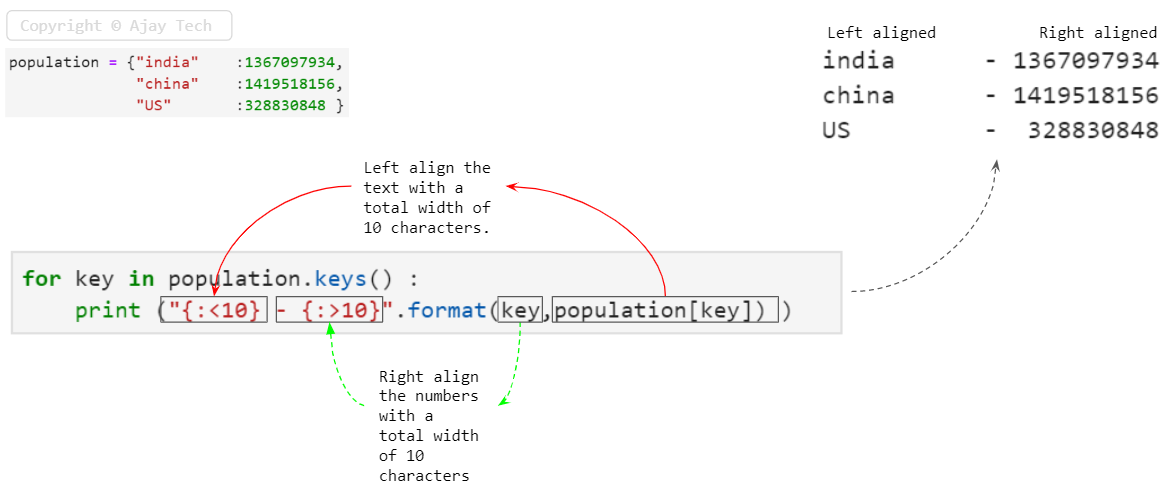 Copyright © Ajay Tech
population = {"india"    :1367097934,
              "china"    :1419518156,
              "US"       :328830848 }
Left aligned          Right aligned
india      - 1367097934
china      - 1419518156
US         -  328830848
Left align the
text with a
total width of
10 characters.
for key in population.keys() :
    print ("{:<10} - {:>10}".format(key,population[key]) )
Right align
the numbers
with a
total width
of 10
characters